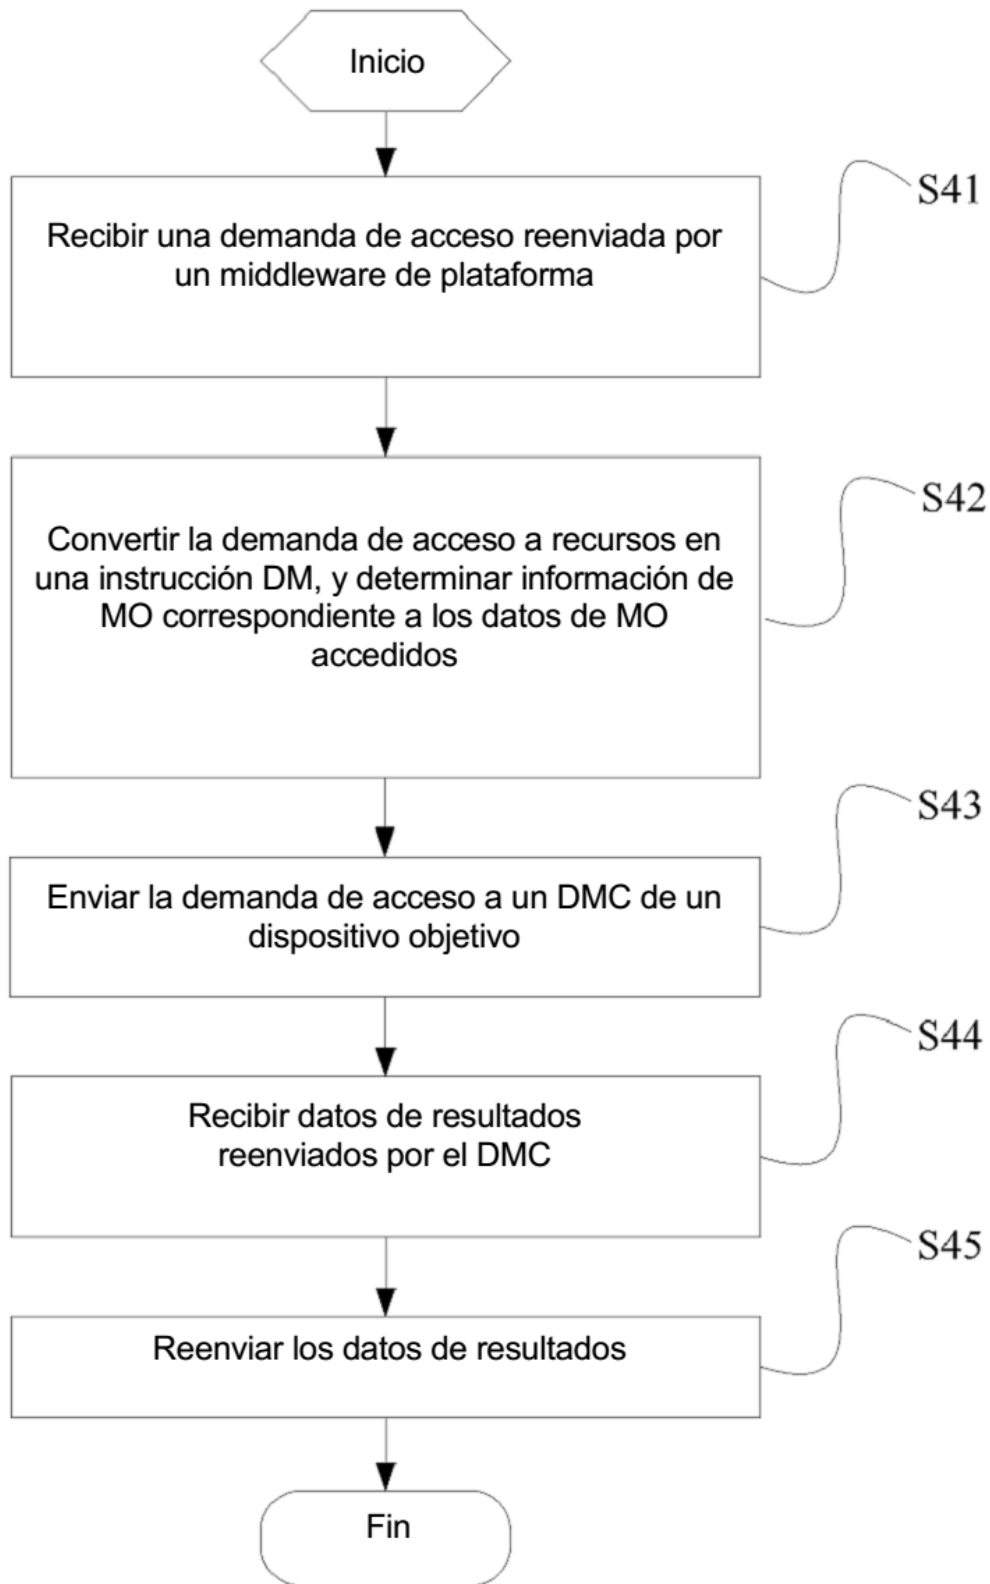 Inicio
S41
Recibir una demanda de acceso reenviada por
un middleware de plataforma
S42
Convertir la demanda de acceso a recursos en
una instrucción DM, y determinar información de
MO correspondiente a los datos de MO
accedidos
S43
Enviar la demanda de acceso a un DMC de un
dispositivo objetivo
S44
Recibir datos de resultados
reenviados por el DMC
S45
Reenviar los datos de resultados
Fin